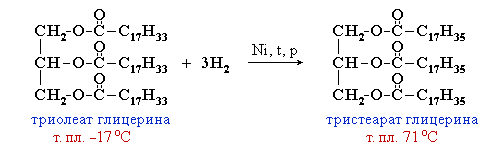 O O
CH₂–O–C–C₁₇H₃₃ CH₂–O–C–C₁₇H₃₅
O Ni, t, p O
CH–O–C–C₁₇H₃₃ + 3H₂ CH–O–C–C₁₇H₃₅
O O
CH₂–O–C–C₁₇H₃₃ CH₂–O–C–C₁₇H₃₅
триолеат глицерина тристеарат глицерина
т. пл. –17 °C т. пл. 71 °C